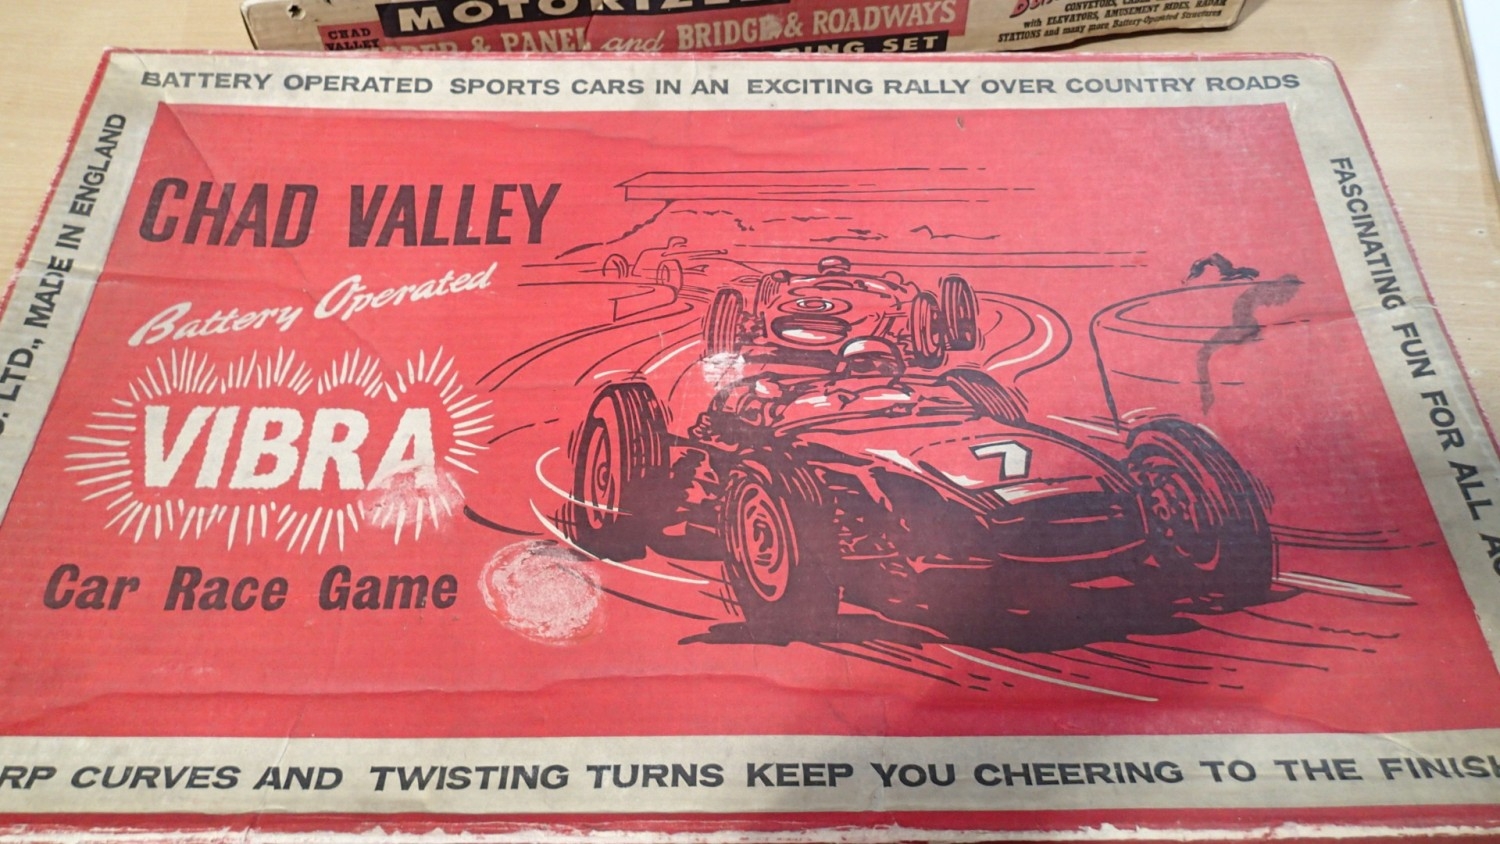 CHAD
VALLEY
MOTORIZE
& PANEL and BRIDGE & ROADWAYS
SET
CONVEYORS,
with ELEVATORS, AMUSEMENT RIDES, RADAR
STATIONS and many more Battery-Operated Structures
BATTERY OPERATED SPORTS CARS IN AN EXCITING RALLY OVER COUNTRY ROADS
LTD., MADE IN ENGLAND
CHAD VALLEY
Battery Operated
VIBRA
Car Race Game
7
FASCINATING FUN FOR ALL
RP CURVES AND TWISTING TURNS KEEP YOU CHEERING TO THE FINIS